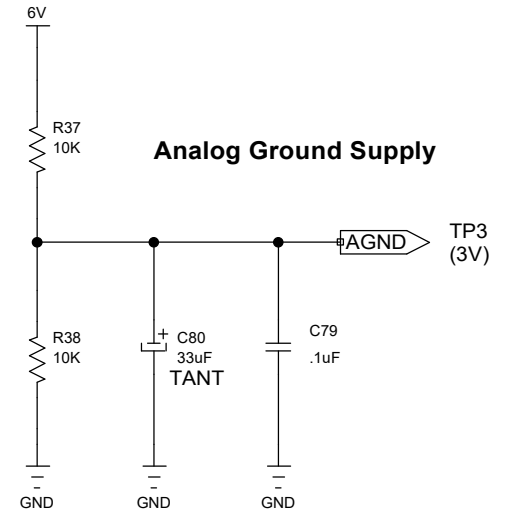 6V
R37
10K
Analog Ground Supply
AGND
TP3
(3V)
R38
10K
+
C80
33uF
TANT
C79
.1uF
GND
GND
GND